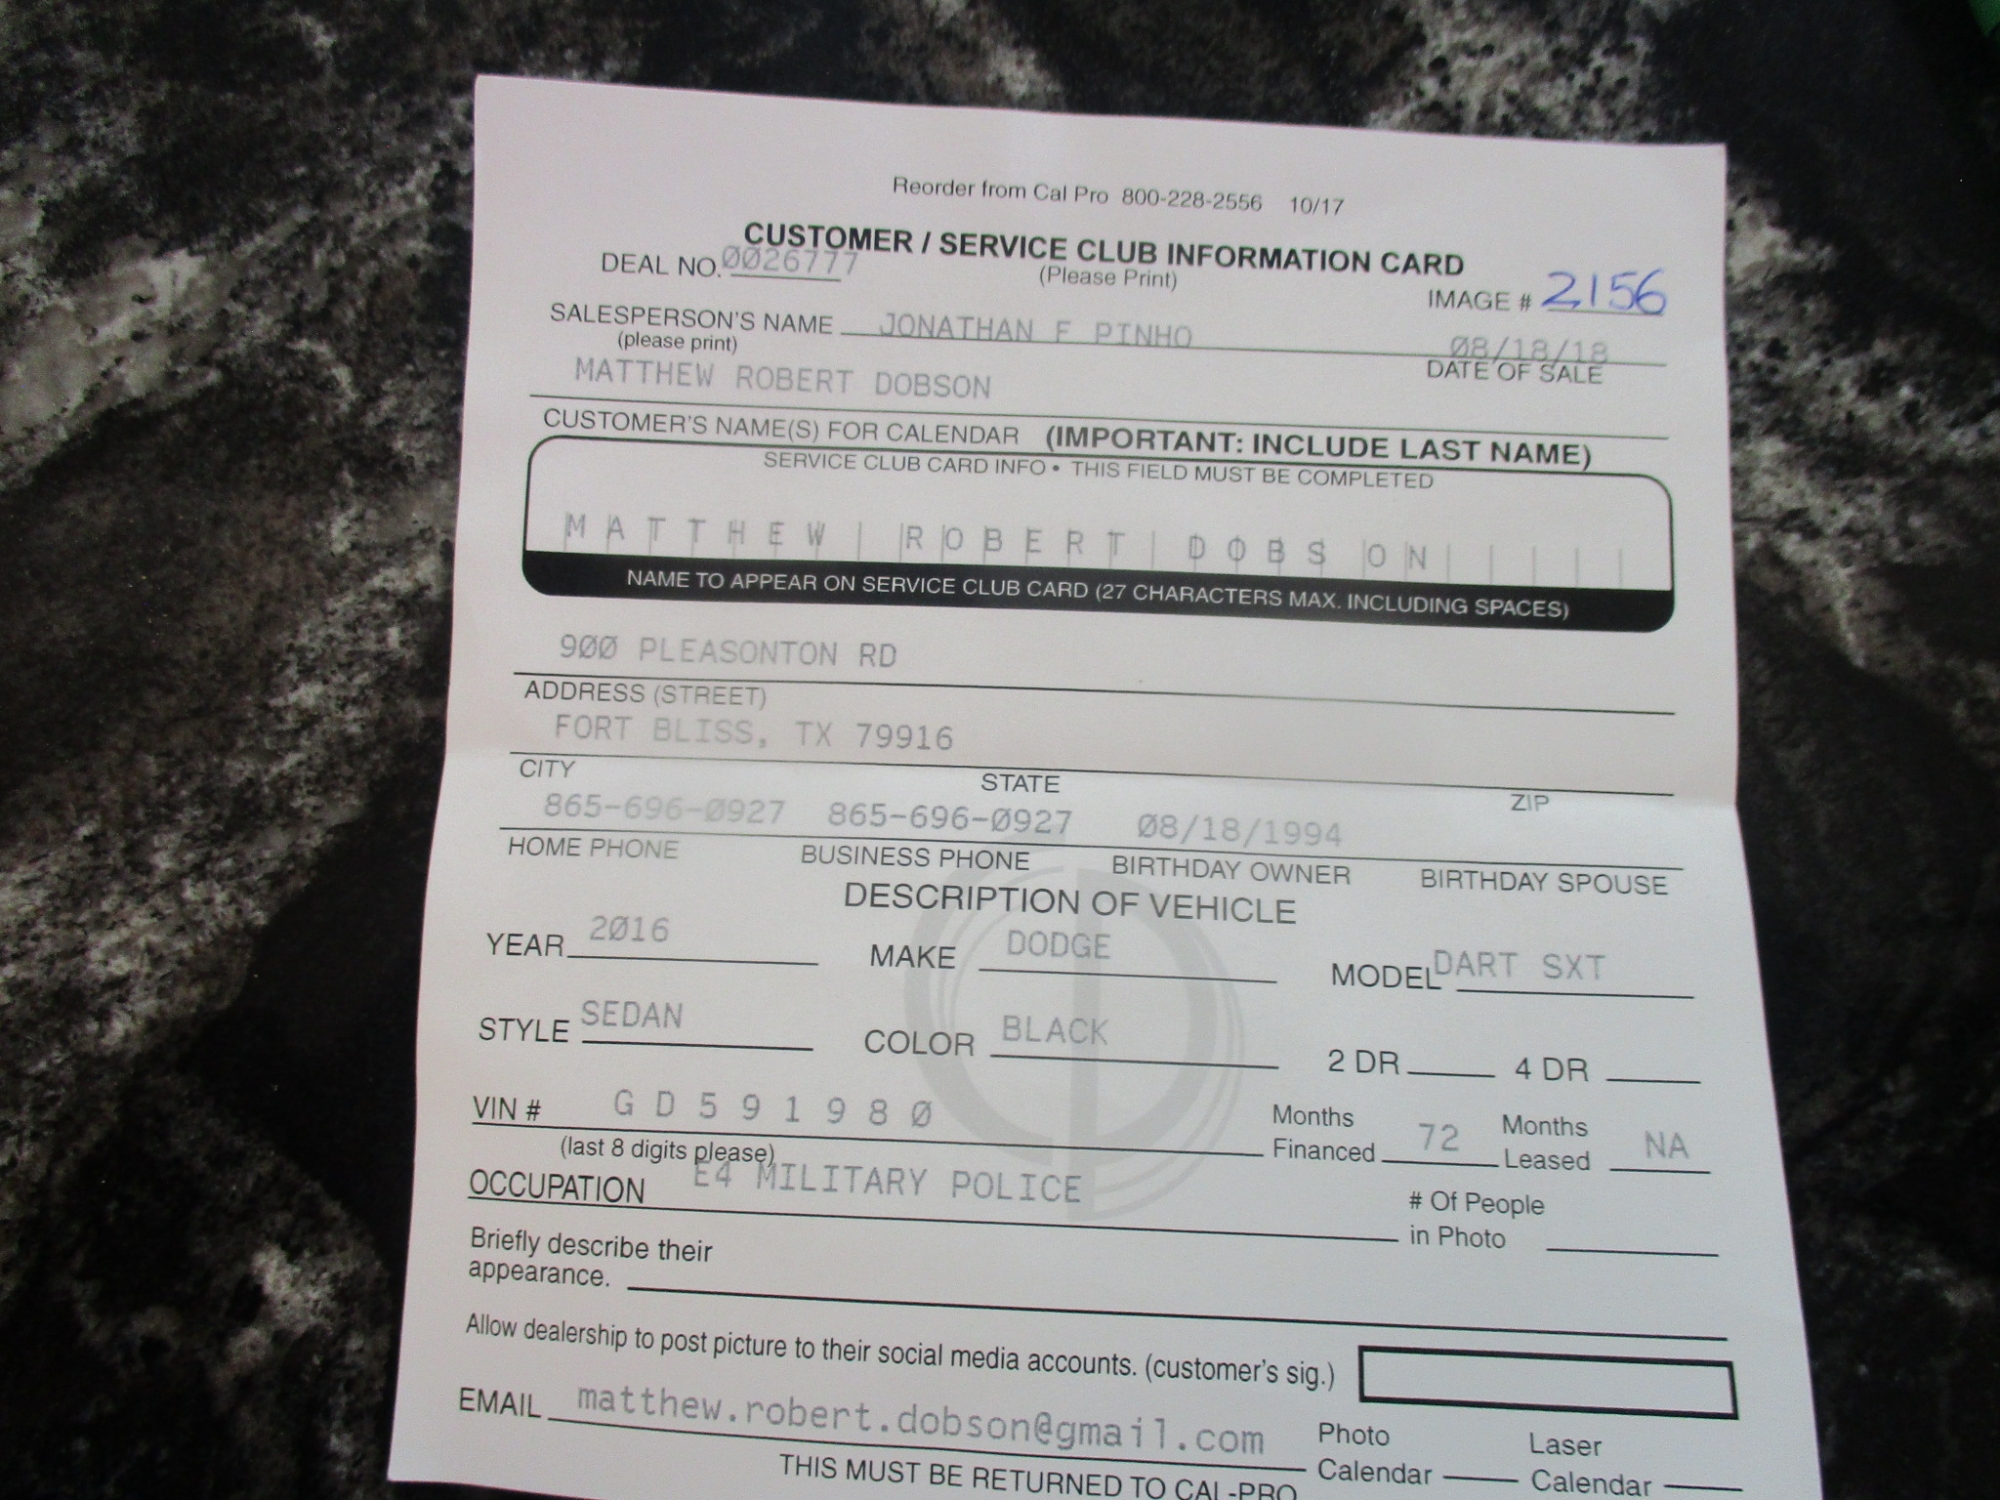 Reorder from Cal Pro 800-228-2556 10/17
CUSTOMER / SERVICE CLUB INFORMATION CARD
DEAL NO. 0026777 (Please Print)
IMAGE # 2156
SALESPERSON'S NAME JONATHAN F PINHO 08/18/18
(please print) DATE OF SALE
MATTHEW ROBERT DOBSON
CUSTOMER'S NAME(S) FOR CALENDAR (IMPORTANT: INCLUDE LAST NAME)
SERVICE CLUB CARD INFO • THIS FIELD MUST BE COMPLETED
MATTHEW ROBERT DOBSON
NAME TO APPEAR ON SERVICE CLUB CARD (27 CHARACTERS MAX. INCLUDING SPACES)
900 PLEASONTON RD
ADDRESS (STREET)
FORT BLISS, TX 79916
CITY STATE ZIP
865-696-0927 865-696-0927 08/18/1994
HOME PHONE BUSINESS PHONE BIRTHDAY OWNER BIRTHDAY SPOUSE
DESCRIPTION OF VEHICLE
YEAR 2016 MAKE DODGE MODEL DART SXT
STYLE SEDAN COLOR BLACK 2 DR 4 DR
VIN # GD591980 Months Financed 72 Months Leased NA
(last 8 digits please)
OCCUPATION E4 MILITARY POLICE # Of People in Photo
Briefly describe their
appearance.
Allow dealership to post picture to their social media accounts. (customer's sig.)
EMAIL matthew.robert.dobson@gmail.com Photo Calendar Laser Calendar
THIS MUST BE RETURNED TO CAL-PRO